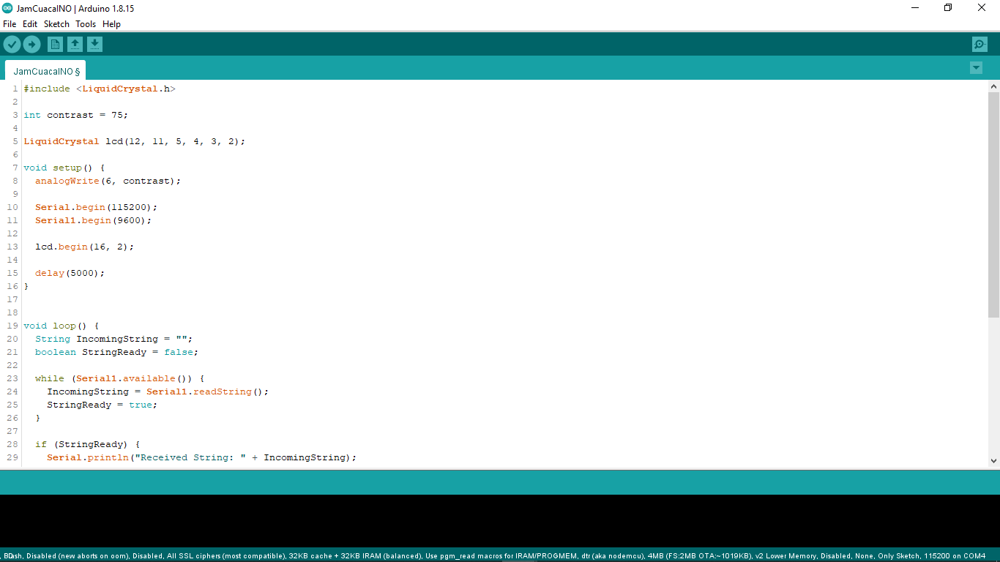 JamCuacaINO | Arduino 1.8.15
File Edit Sketch Tools Help
JamCuacaINO §
1 #include <LiquidCrystal.h>
2
3 int contrast = 75;
4
5 LiquidCrystal lcd(12, 11, 5, 4, 3, 2);
6
7 void setup() {
8   analogWrite(6, contrast);
9
10   Serial.begin(115200);
11   Serial1.begin(9600);
12
13   lcd.begin(16, 2);
14
15   delay(5000);
16 }
17
18
19 void loop() {
20   String IncomingString = "";
21   boolean StringReady = false;
22
23   while (Serial1.available()) {
24     IncomingString = Serial1.readString();
25     StringReady = true;
26   }
27
28   if (StringReady) {
29     Serial.println("Received String: " + IncomingString);
Disabled (new aborts on oom), Disabled, All SSL ciphers (most compatible), 32KB cache + 32KB IRAM (balanced), Use pgm_read macros for IRAM/PROGMEM, dtr (aka nodemcu), 4MB (FS:2MB OTA:~1019KB), v2 Lower Memory, Disabled, None, Only Sketch, 115200 on COM4